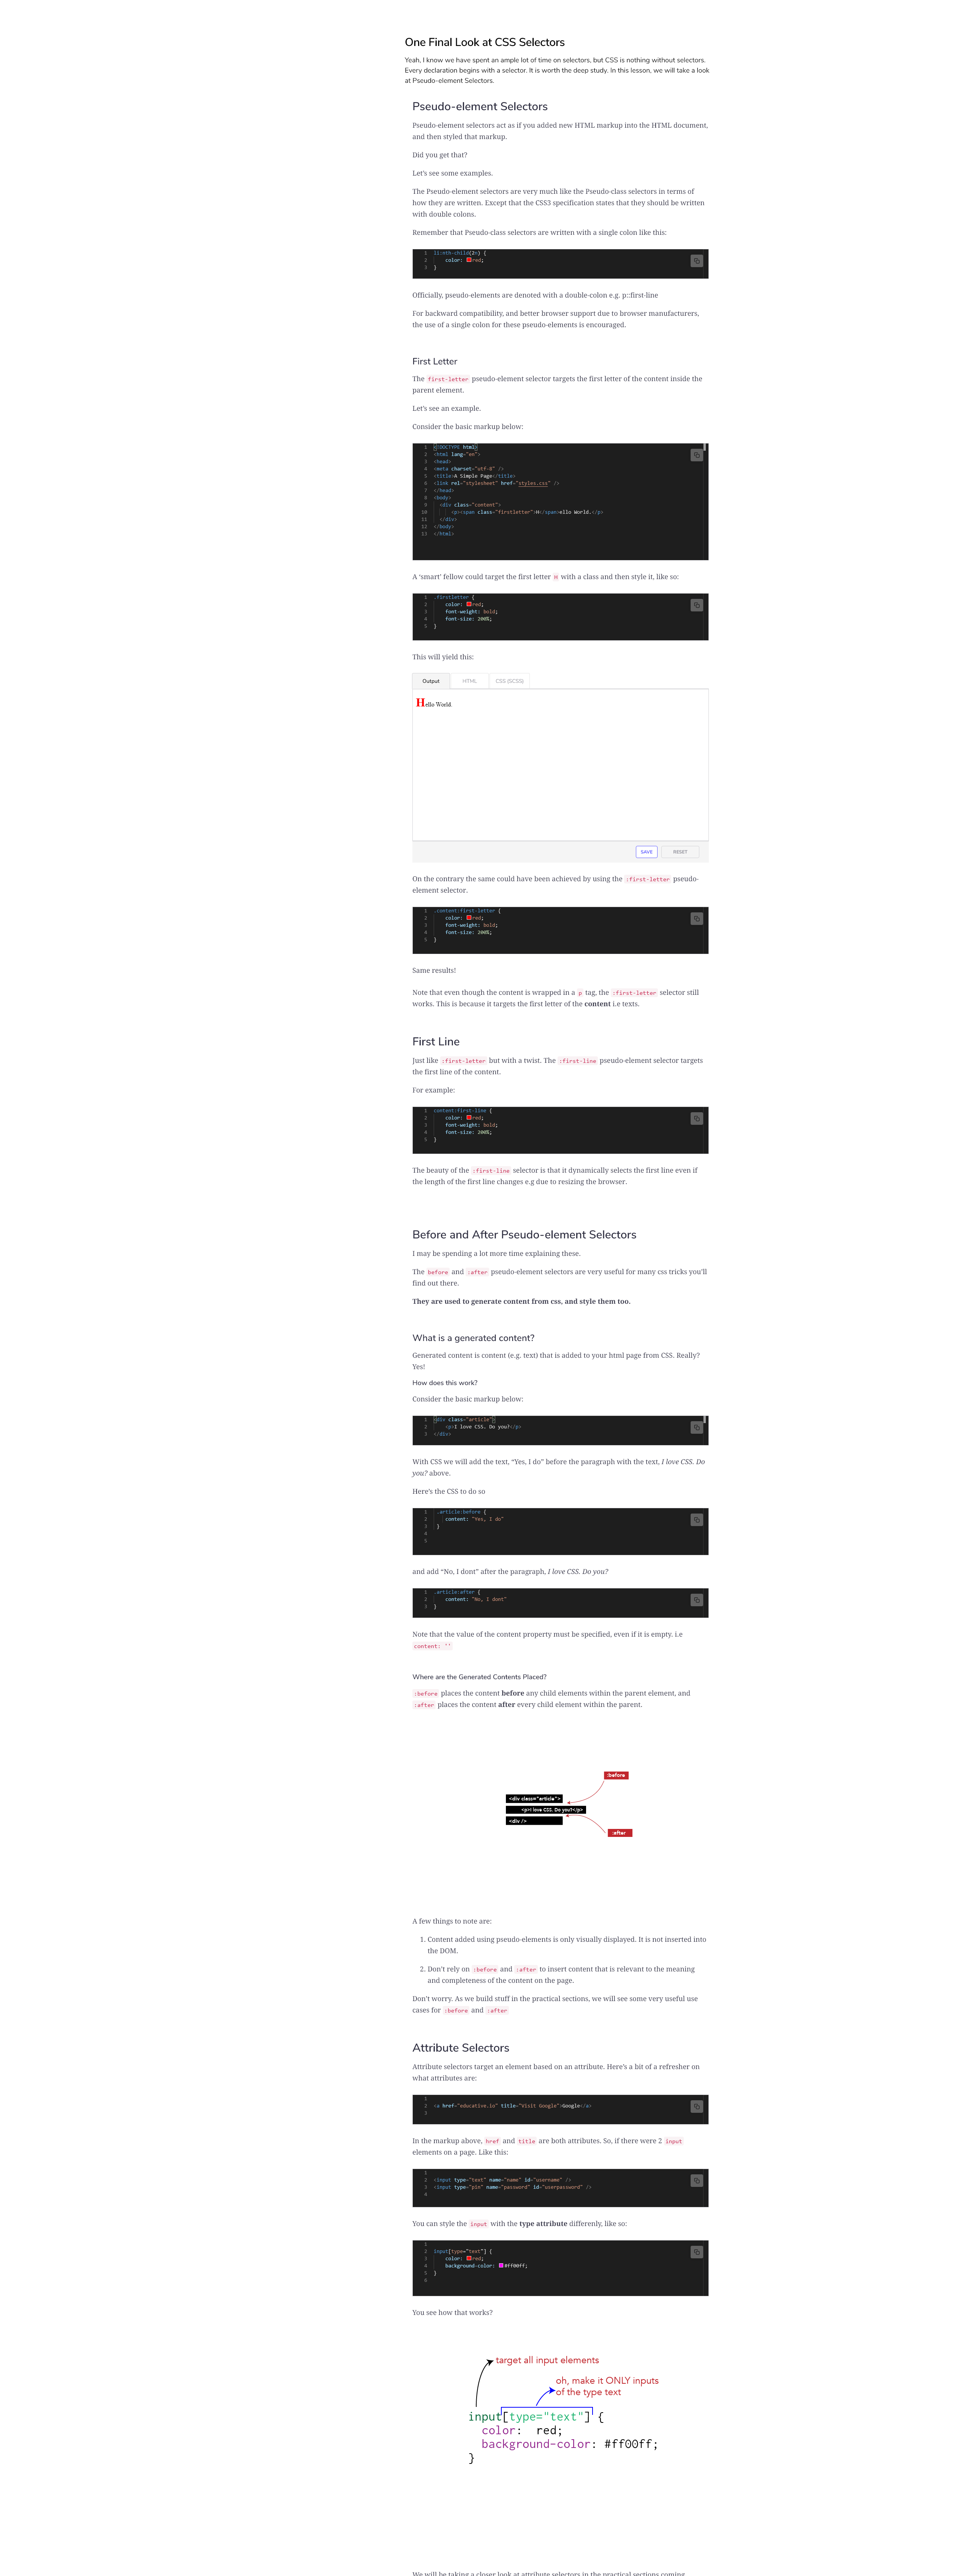 One Final Look at CSS Selectors
Yeah, I know we have spent an ample lot of time on selectors, but CSS is nothing without selectors.
Every declaration begins with a selector. It is worth the deep study. In this lesson, we will take a look
at Pseudo-element Selectors.
Pseudo-element Selectors
Pseudo-element selectors act as if you added new HTML markup into the HTML document,
and then styled that markup.
Did you get that?
Let's see some examples.
The Pseudo-element selectors are very much like the Pseudo-class selectors in terms of
how they are written. Except that the CSS3 specification states that they should be written
with double colons.
Remember that Pseudo-class selectors are written with a single colon like this:
1 li:nth-child(2n) {
2 color: red;
3 }
Officially, pseudo-elements are denoted with a double-colon e.g. p::first-line
For backward compatibility, and better browser support due to browser manufacturers,
the use of a single colon for these pseudo-elements is encouraged.
First Letter
The first-letter pseudo-element selector targets the first letter of the content inside the
parent element.
Let's see an example.
Consider the basic markup below:
1 <!DOCTYPE html>
2 <html lang="en">
3 <head>
4 <meta charset="utf-8" />
5 <title>A Simple Page</title>
6 <link rel="stylesheet" href="styles.css" />
7 </head>
8 <body>
9 <div class="content">
10 <p><span class="firstletter">H</span>ello World.</p>
11 </div>
12 </body>
13 </html>
A ‘smart’ fellow could target the first letter H with a class and then style it, like so:
1 .firstletter {
2 color: red;
3 font-weight: bold;
4 font-size: 200%;
5 }
This will yield this:
Output HTML CSS (SCSS)
Hello World.
SAVE RESET
On the contrary the same could have been achieved by using the :first-letter pseudo-
element selector.
1 .content:first-letter {
2 color: red;
3 font-weight: bold;
4 font-size: 200%;
5 }
Same results!
Note that even though the content is wrapped in a p tag, the :first-letter selector still
works. This is because it targets the first letter of the content i.e texts.
First Line
Just like :first-letter but with a twist. The :first-line pseudo-element selector targets
the first line of the content.
For example:
1 content:first-line {
2 color: red;
3 font-weight: bold;
4 font-size: 200%;
5 }
The beauty of the :first-line selector is that it dynamically selects the first line even if
the length of the first line changes e.g due to resizing the browser.
Before and After Pseudo-element Selectors
I may be spending a lot more time explaining these.
The before and :after pseudo-element selectors are very useful for many css tricks you'll
find out there.
They are used to generate content from css, and style them too.
What is a generated content?
Generated content is content (e.g. text) that is added to your html page from CSS. Really?
Yes!
How does this work?
Consider the basic markup below:
1 <div class="article">
2 <p>I love CSS. Do you?</p>
3 </div>
With CSS we will add the text, “Yes, I do” before the paragraph with the text, I love CSS. Do
you? above.
Here's the CSS to do so
1 .article:before {
2 content: "Yes, I do"
3 }
4
5
and add “No, I dont” after the paragraph, I love CSS. Do you?
1 .article:after {
2 content: "No, I dont"
3 }
Note that the value of the content property must be specified, even if it is empty. i.e
content: ''
Where are the Generated Contents Placed?
:before places the content before any child elements within the parent element, and
:after places the content after every child element within the parent.
:before
<div class="article">
<p>I love CSS. Do you?</p>
<div />
:after
A few things to note are:
1. Content added using pseudo-elements is only visually displayed. It is not inserted into
the DOM.
2. Don't rely on :before and :after to insert content that is relevant to the meaning
and completeness of the content on the page.
Don't worry. As we build stuff in the practical sections, we will see some very useful use
cases for :before and :after
Attribute Selectors
Attribute selectors target an element based on an attribute. Here's a bit of a refresher on
what attributes are:
1
2 <a href="educative.io" title="Visit Google">Google</a>
3
In the markup above, href and title are both attributes. So, if there were 2 input
elements on a page. Like this:
1
2 <input type="text" name="name" id="username" />
3 <input type="pin" name="password" id="userpassword" />
4
You can style the input with the type attribute differenly, like so:
1
2 input[type="text"] {
3 color: red;
4 background-color: #ff00ff;
5 }
6
You see how that works?
target all input elements
oh, make it ONLY inputs
of the type text
input[type="text"] {
color: red;
background-color: #ff00ff;
}
We will be taking a closer look at attribute selectors in the practical sections coming